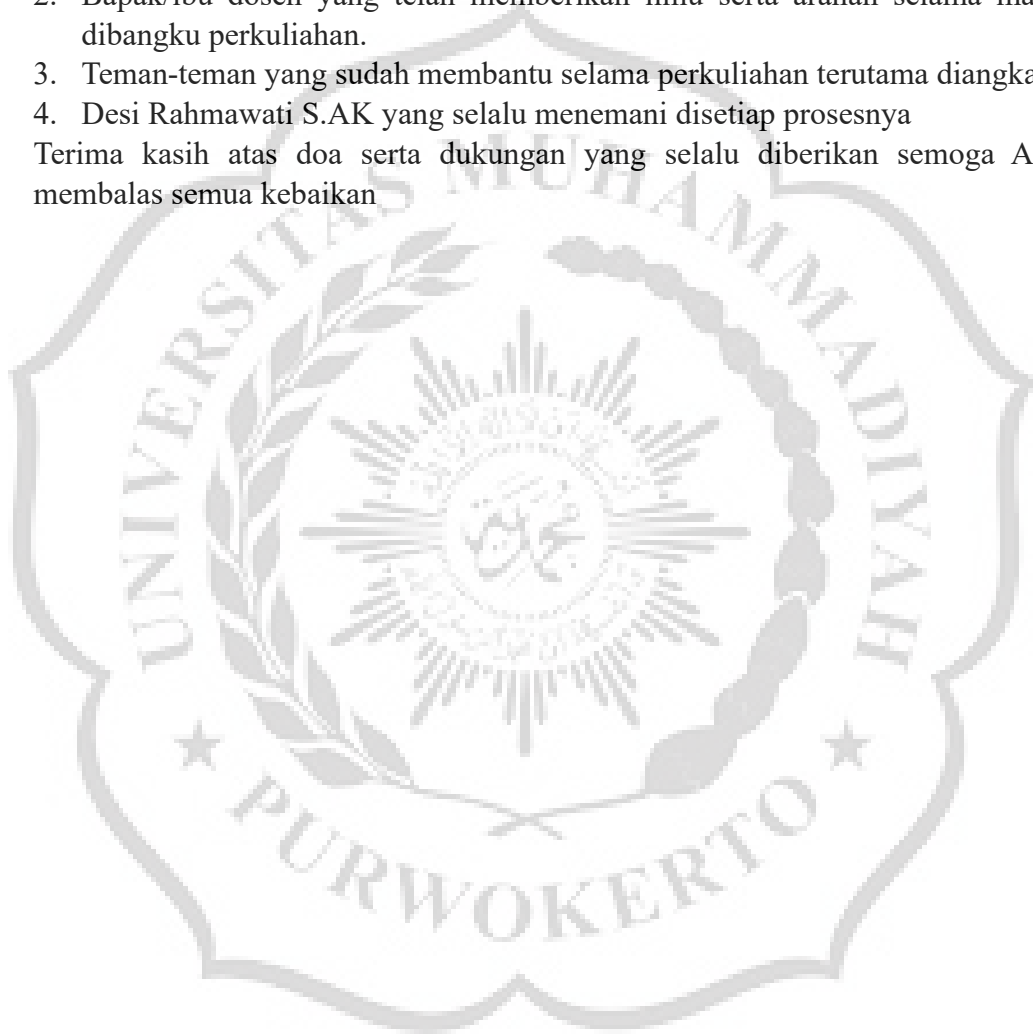 2. Bapak/ibu dosen yang telah memberikan ilmu serta arahan selama
dibangku perkuliahan.
3. Teman-teman yang sudah membantu selama perkuliahan terutama
4. Desi Rahmawati S.AK yang selalu menemani disetiap prosesnya
Terima kasih atas doa serta dukungan yang selalu diberikan semoga
membalas semua kebaikan
UNIVERSITAS MUHAMMADIYAH
PURWOKERTO